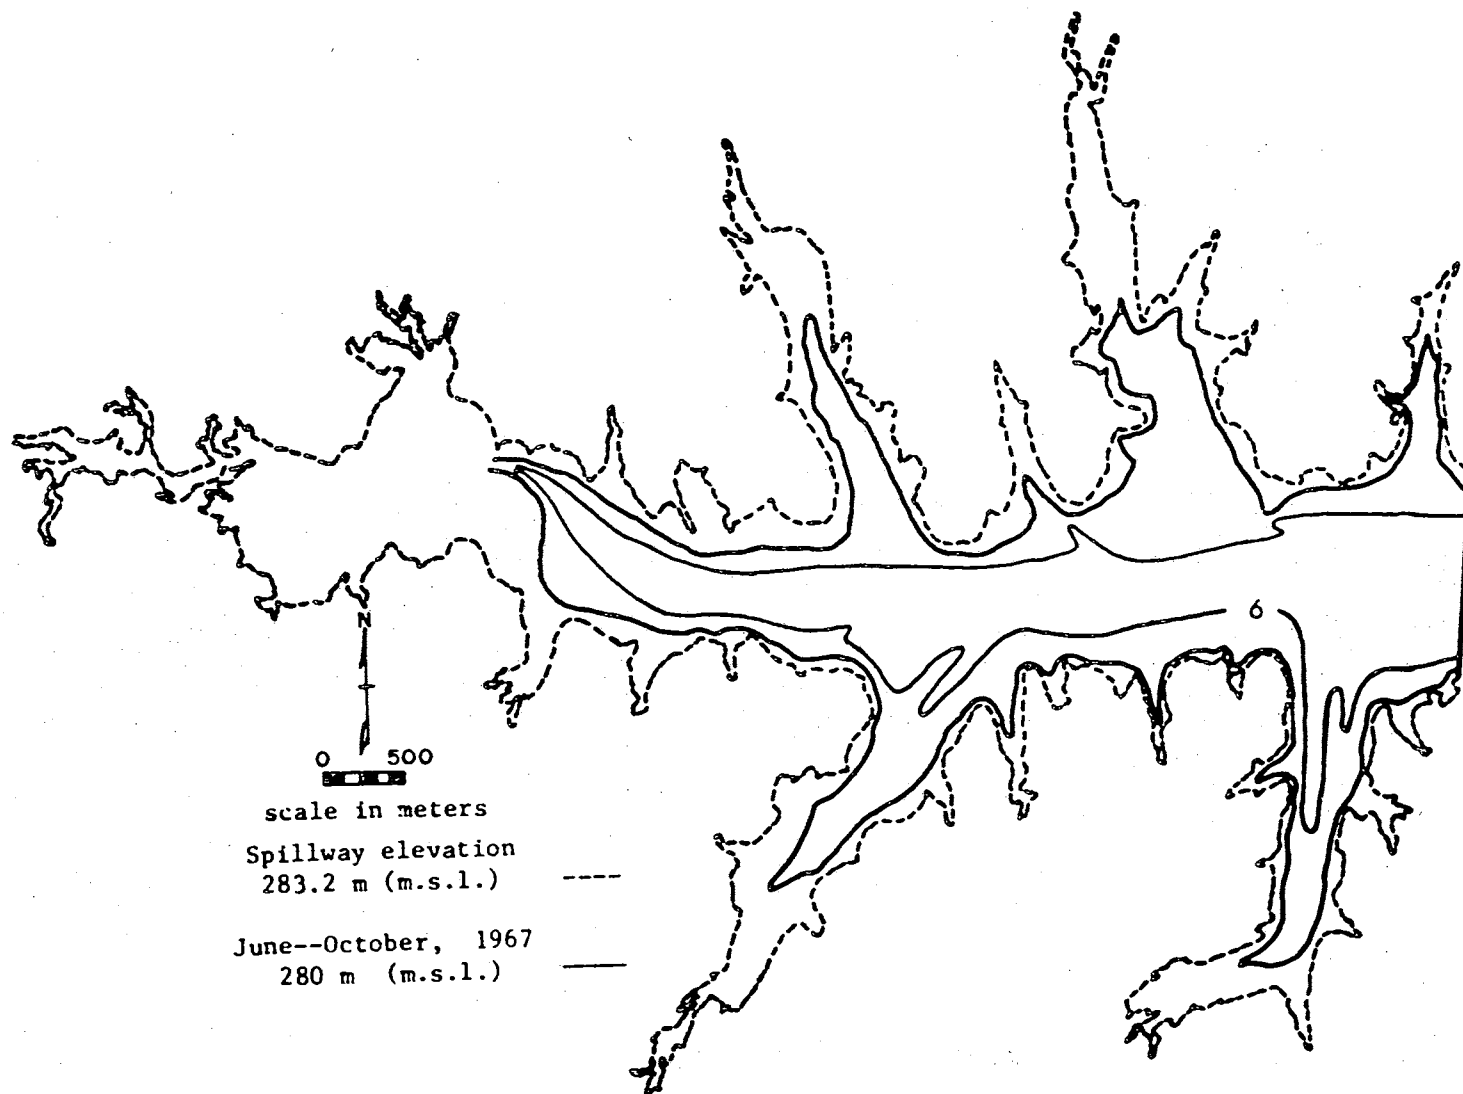 6
N
0 500
scale in meters
Spillway elevation
283.2 m (m.s.l.) ----
June--October, 1967
280 m (m.s.l.)